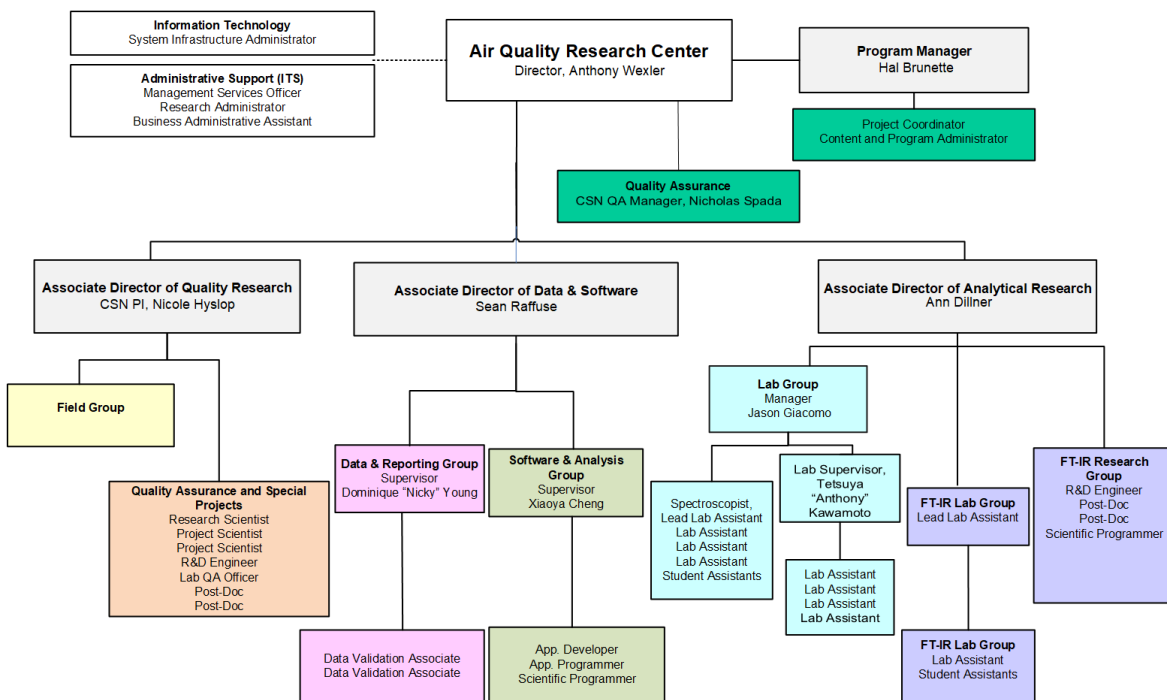 Information Technology
System Infrastructure Administrator
Administrative Support (ITS)
Management Services Officer
Research Administrator
Business Administrative Assistant
Air Quality Research Center
Director, Anthony Wexler
Program Manager
Hal Brunette
Project Coordinator
Content and Program Administrator
Quality Assurance
CSN QA Manager, Nicholas Spada
Associate Director of Quality Research
CSN PI, Nicole Hyslop
Associate Director of Data & Software
Sean Raffuse
Associate Director of Analytical Research
Ann Dillner
Field Group
Quality Assurance and Special
Projects
Research Scientist
Project Scientist
Project Scientist
R&D Engineer
Lab QA Officer
Post-Doc
Post-Doc
Data & Reporting Group
Supervisor
Dominique “Nicky” Young
Data Validation Associate
Data Validation Associate
Software & Analysis
Group
Supervisor
Xiaoya Cheng
App. Developer
App. Programmer
Scientific Programmer
Lab Group
Manager
Jason Giacomo
Spectroscopist,
Lead Lab Assistant
Lab Assistant
Lab Assistant
Lab Assistant
Student Assistants
Lab Supervisor,
Tetsuya
“Anthony”
Kawamoto
Lab Assistant
Lab Assistant
Lab Assistant
Lab Assistant
FT-IR Lab Group
Lead Lab Assistant
FT-IR Lab Group
Lab Assistant
Student Assistants
FT-IR Research
Group
R&D Engineer
Post-Doc
Post-Doc
Scientific Programmer